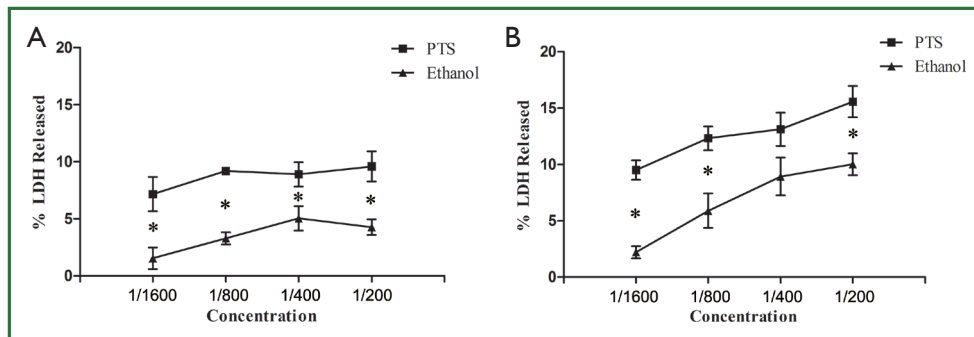 A
PTS
Ethanol
20
15
10
5
0
% LDH Released
*
*
*
*
1/1600 1/800 1/400 1/200
Concentration
B
PTS
Ethanol
20
15
10
5
0
% LDH Released
*
*
*
1/1600 1/800 1/400 1/200
Concentration